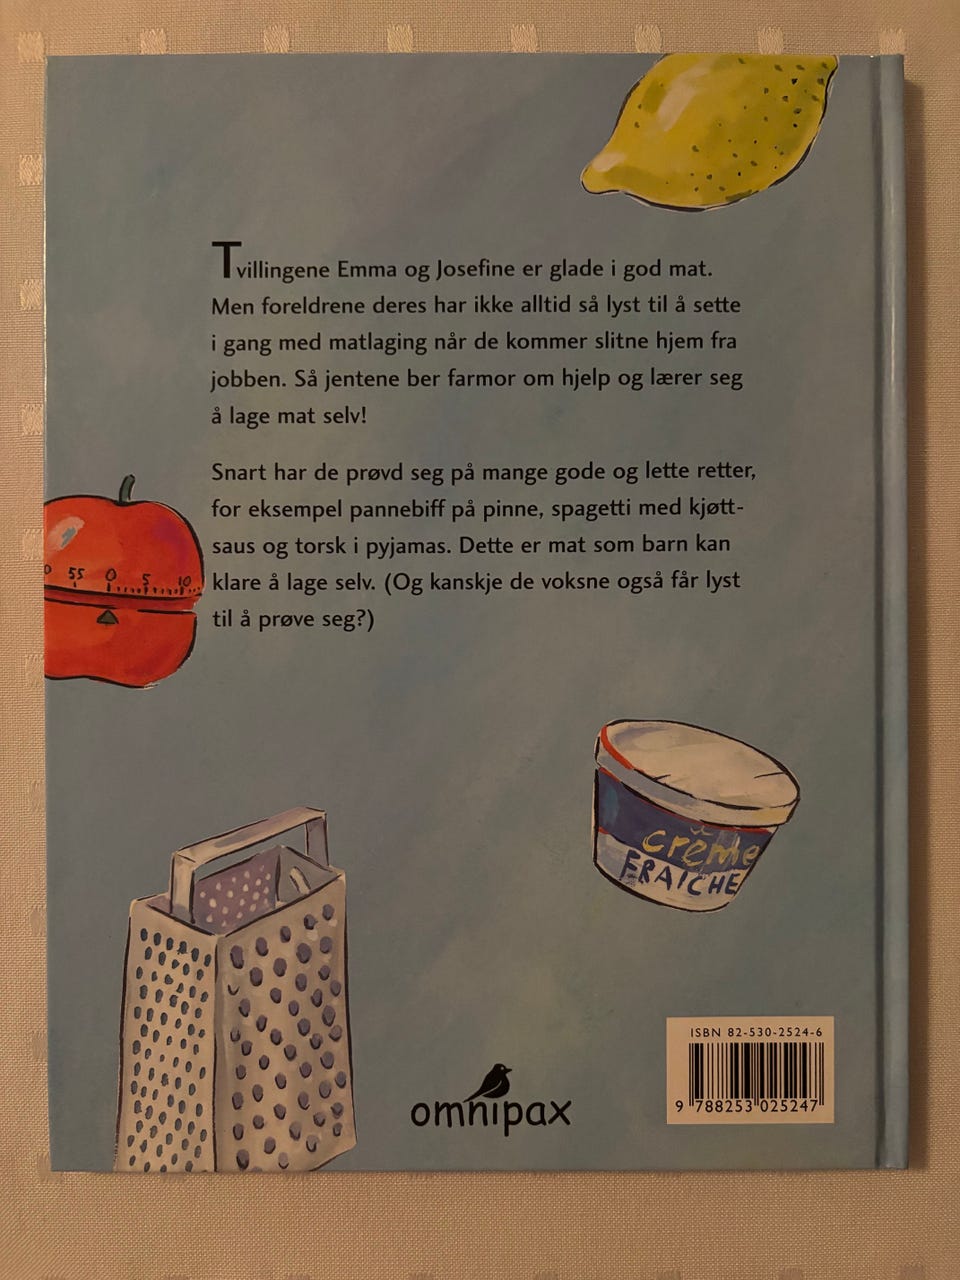 Tvillingene Emma og Josefine er glade i god mat.
Men foreldrene deres har ikke alltid så lyst til å sette
i gang med matlaging når de kommer slitne hjem fra
jobben. Så jentene ber farmor om hjelp og lærer seg
å lage mat selv!
Snart har de prøvd seg på mange gode og lette retter,
for eksempel pannebiff på pinne, spagetti med kjøtt-
saus og torsk i pyjamas. Dette er mat som barn kan
klare å lage selv. (Og kanskje de voksne også får lyst
til å prøve seg?)
0 55 0 5 10
crême
FRAICHE
omnipax
ISBN 82-530-2524-6
9 788253 025247